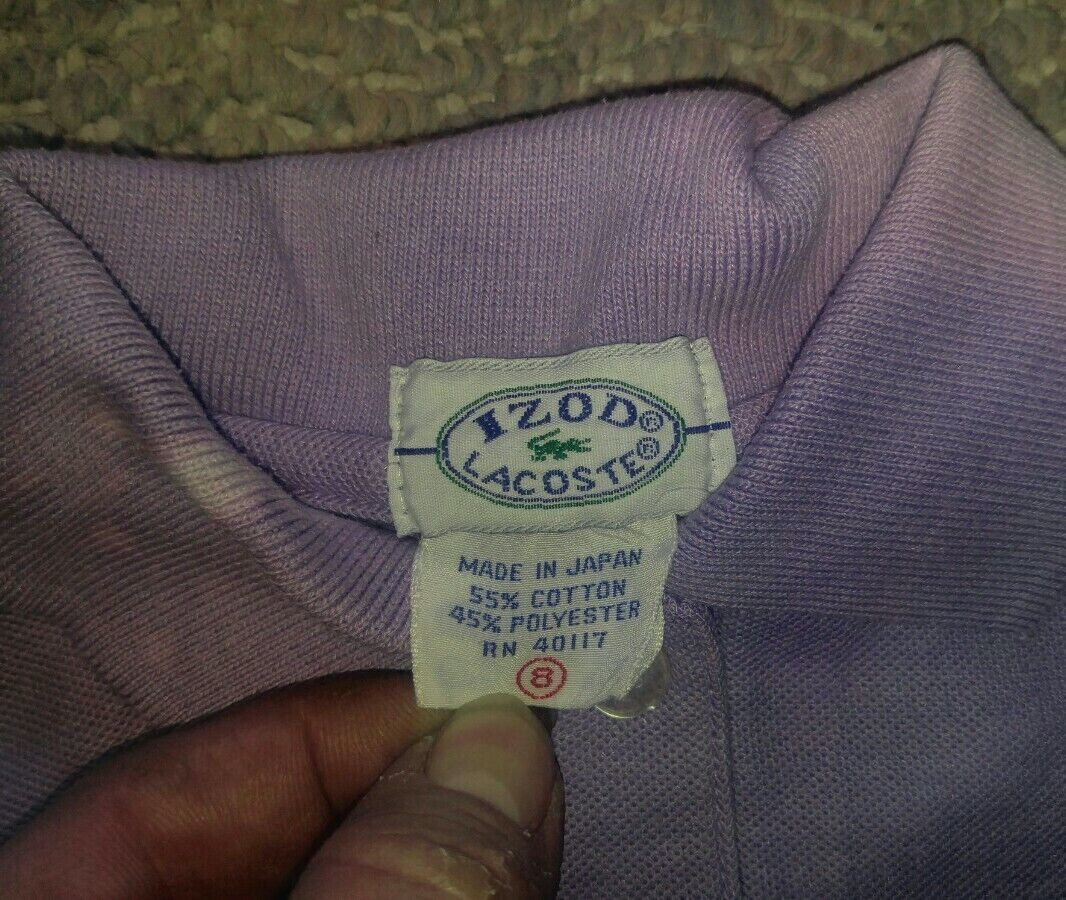 IZOD®
LACOSTE®
MADE IN JAPAN
55% COTTON
45% POLYESTER
RN 40117
8